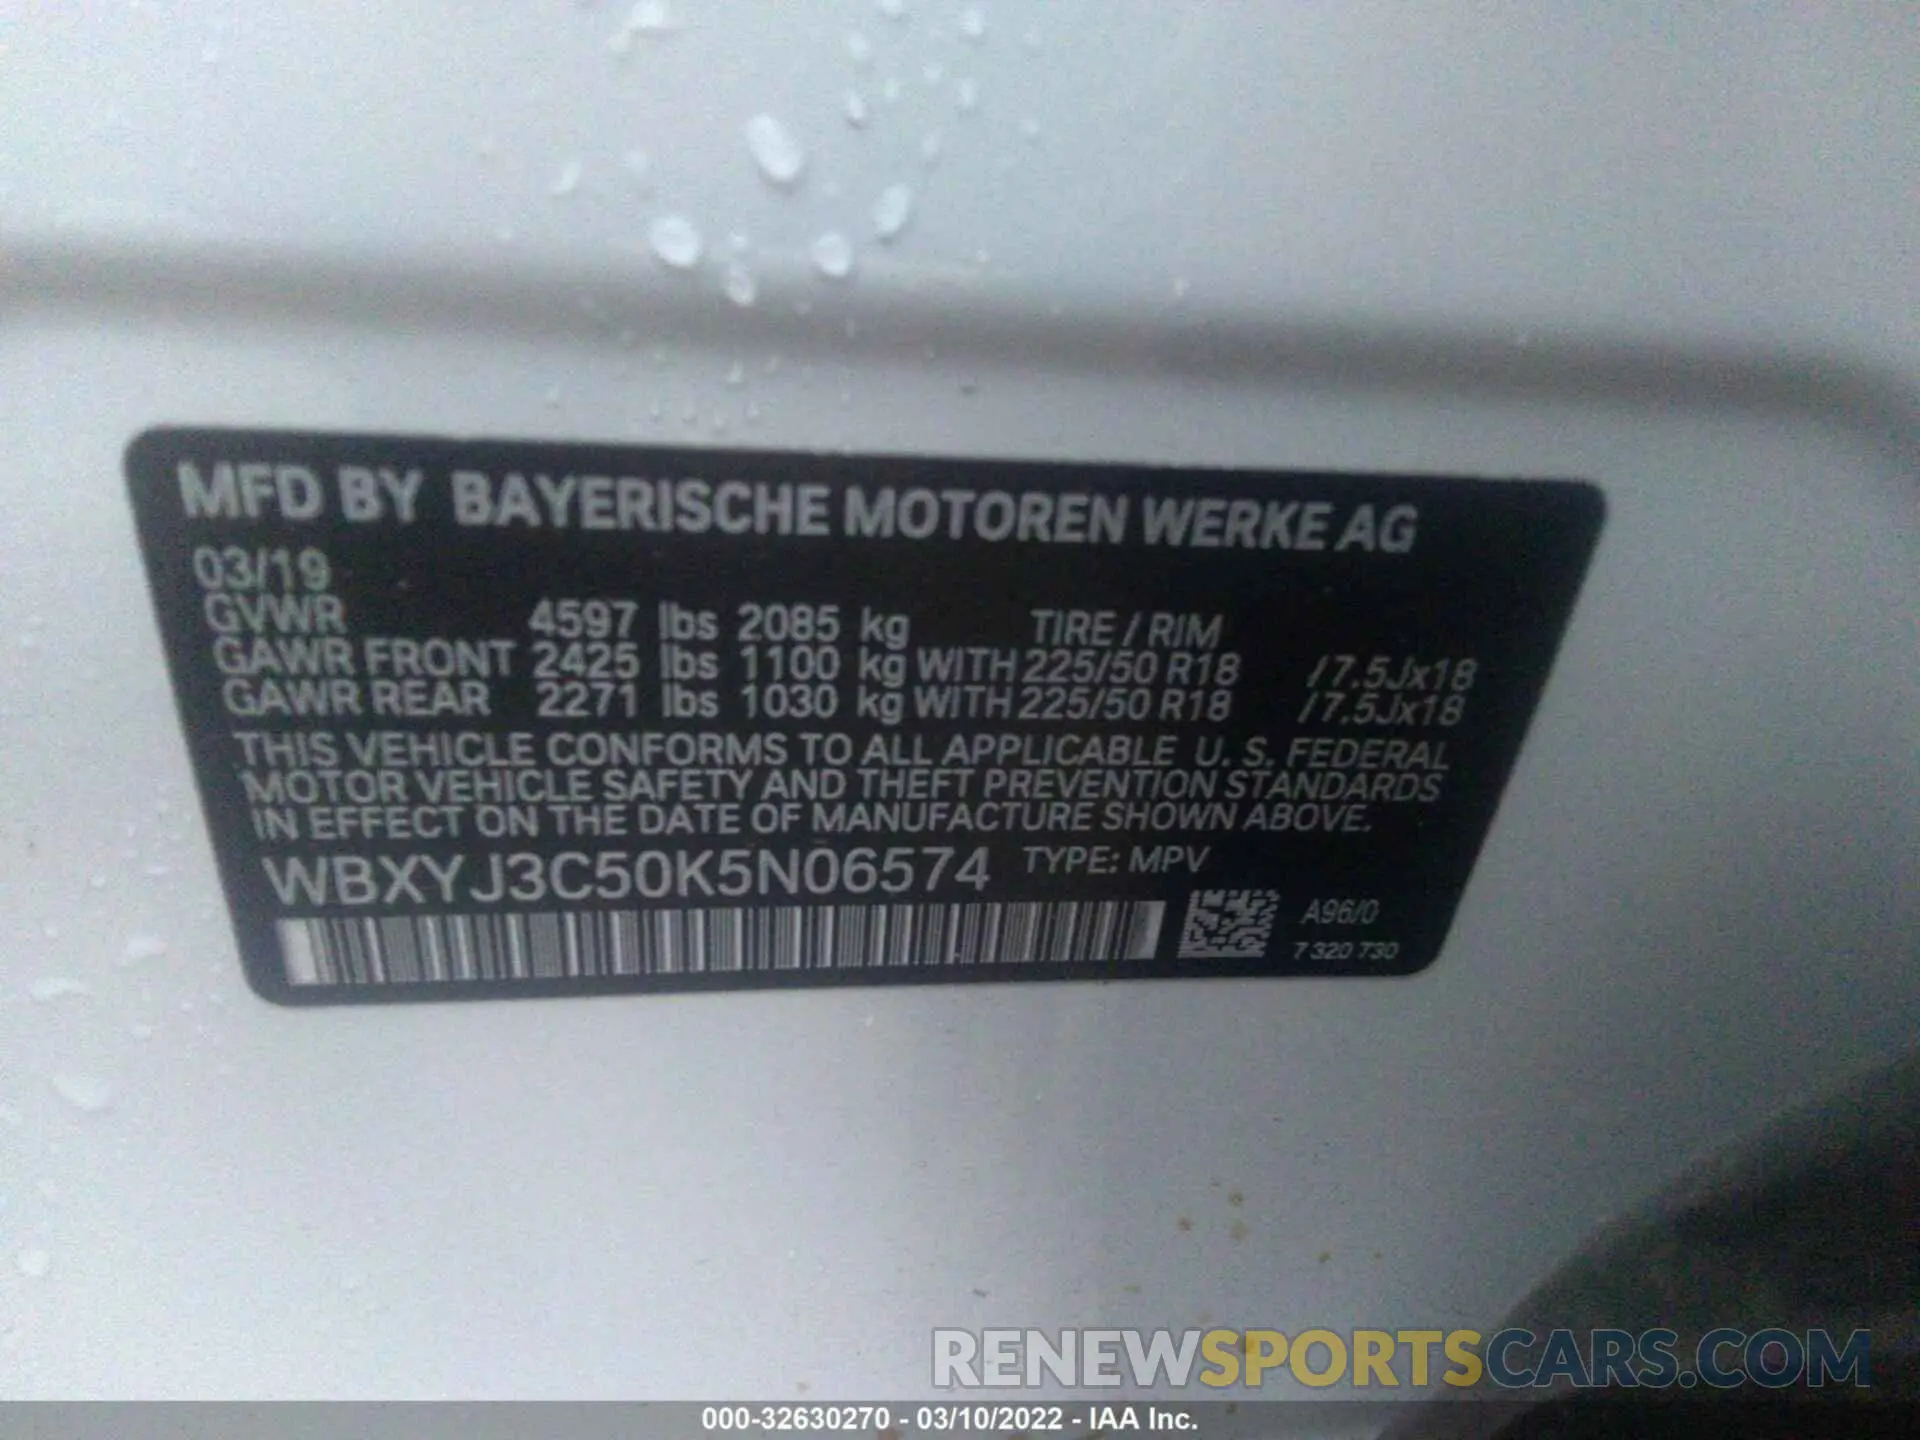 MFD BY BAYERISCHE MOTOREN WERKE AG
03/19
GVWR 4597 lbs 2085 kg TIRE / RIM
GAWR FRONT 2425 lbs 1100 kg WITH 225/50 R18 /7.5Jx18
GAWR REAR 2271 lbs 1030 kg WITH 225/50 R18 /7.5Jx18
THIS VEHICLE CONFORMS TO ALL APPLICABLE U. S. FEDERAL
MOTOR VEHICLE SAFETY AND THEFT PREVENTION STANDARDS
IN EFFECT ON THE DATE OF MANUFACTURE SHOWN ABOVE.
WBXYJ3C50K5N06574 TYPE: MPV
A96/0
7 320 730
RENEWSPORTSCARS.COM
000-32630270 - 03/10/2022 - IAA Inc.